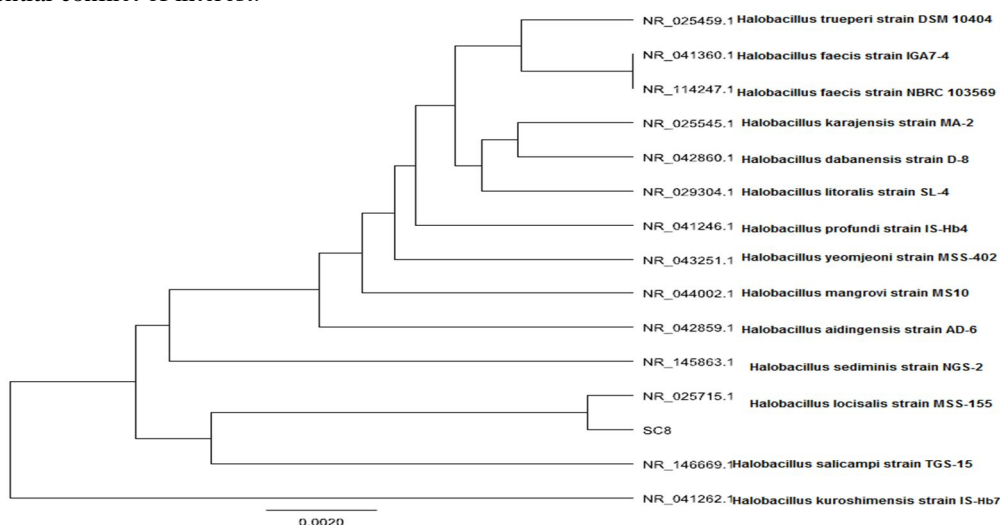 NR_025459.1 Halobacillus trueperi strain DSM 10404
NR_041360.1 Halobacillus faecis strain IGA7-4
NR_114247.1 Halobacillus faecis strain NBRC 103569
NR_025545.1 Halobacillus karajensis strain MA-2
NR_042860.1 Halobacillus dabanensis strain D-8
NR_029304.1 Halobacillus litoralis strain SL-4
NR_041246.1 Halobacillus profundi strain IS-Hb4
NR_043251.1 Halobacillus yeomjeoni strain MSS-402
NR_044002.1 Halobacillus mangrovi strain MS10
NR_042859.1 Halobacillus aidingensis strain AD-6
NR_145863.1 Halobacillus sediminis strain NGS-2
NR_025715.1 Halobacillus locisalis strain MSS-155
SC8
NR_146669.1 Halobacillus salicampi strain TGS-15
NR_041262.1 Halobacillus kuroshimensis strain IS-Hb7
0.0020